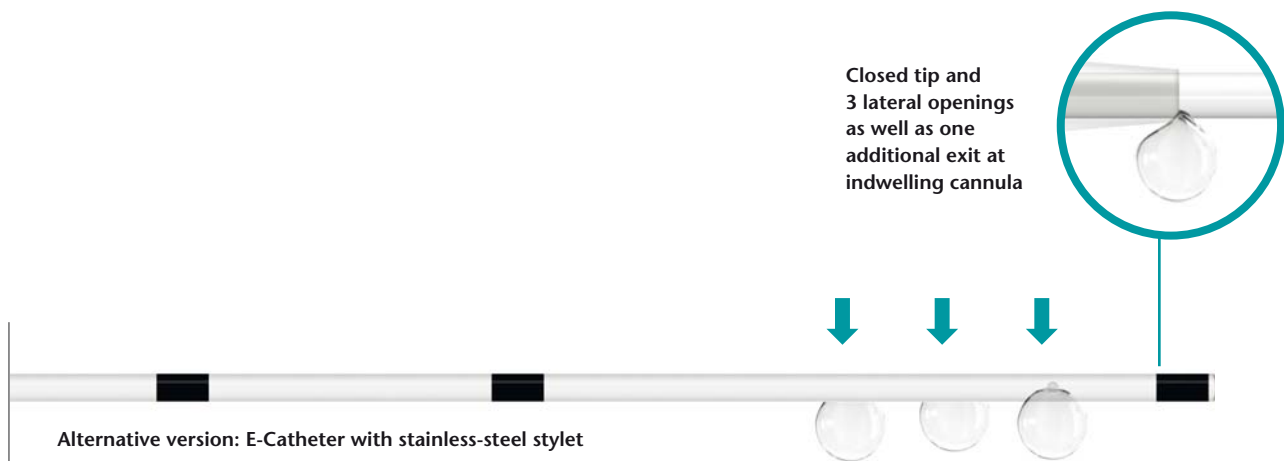 Closed tip and
3 lateral openings
as well as one
additional exit at
indwelling cannula
Alternative version: E-Catheter with stainless-steel stylet